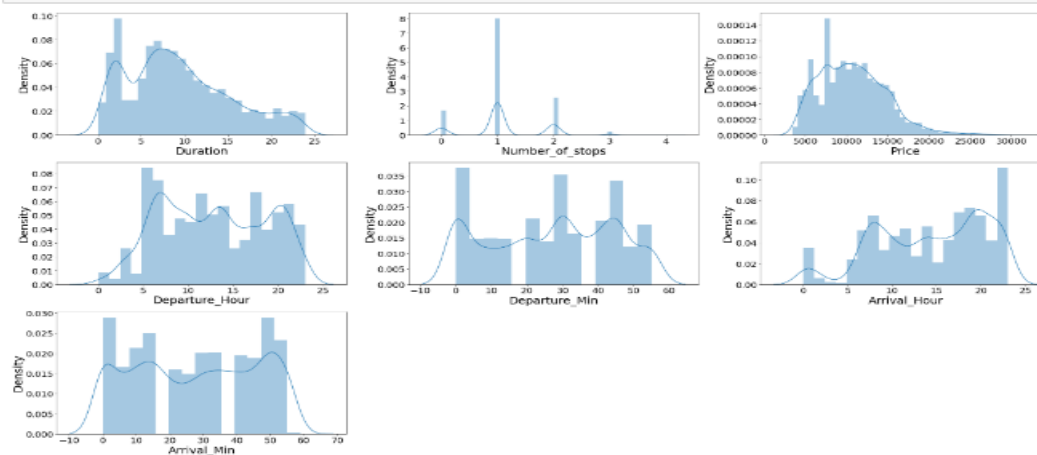 0.10
0.08
0.06
0.04
0.02
0.00
Density
0 5 10 15 20 25
Duration
8
7
6
5
4
3
2
1
0
Density
0 1 2 3 4
Number_of_stops
0.00014
0.00012
0.00010
0.00008
0.00006
0.00004
0.00002
0.00000
Density
5000 10000 15000 20000 25000 30000
Price
0.08
0.07
0.06
0.05
0.04
0.03
0.02
0.01
0.00
Density
0 5 10 15 20 25
Departure_Hour
0.035
0.030
0.025
0.020
0.015
0.010
0.005
0.000
Density
-10 0 10 20 30 40 50 60
Departure_Min
0.10
0.08
0.06
0.04
0.02
0.00
Density
0 5 10 15 20 25
Arrival_Hour
0.030
0.025
0.020
0.015
0.010
0.005
0.000
Density
-10 0 10 20 30 40 50 60 70
Arrival_Min